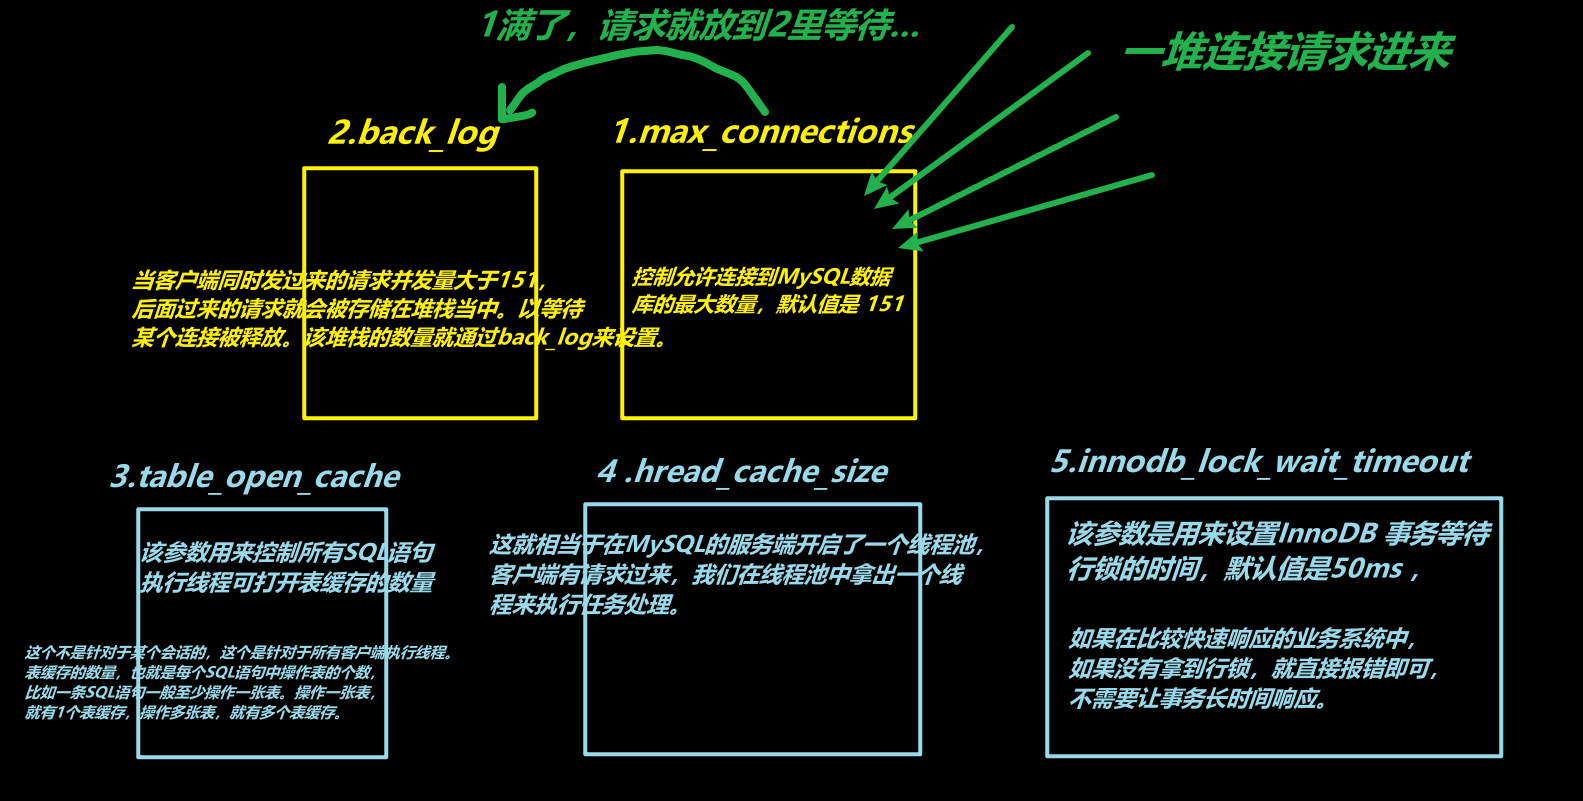 1满了，请求就放到2里等待...
一堆连接请求进来
2.back_log
1.max_connections
当客户端同时发过来的请求并发量大于151，
后面过来的请求就会被存储在堆栈当中。以等待
某个连接被释放。该堆栈的数量就通过back_log来设置。
控制允许连接到MySQL数据
库的最大数量，默认值是 151
3.table_open_cache
该参数用来控制所有SQL语句
执行线程可打开表缓存的数量
这个不是针对于某个会话的，这个是针对于所有客户端执行线程。
表缓存的数量，也就是每个SQL语句中操作表的个数，
比如一条SQL语句一般至少操作一张表。操作一张表，
就有1个表缓存，操作多张表，就有多个表缓存。
4 .hread_cache_size
这就相当于在MySQL的服务端开启了一个线程池，
客户端有请求过来，我们在线程池中拿出一个线
程来执行任务处理。
5.innodb_lock_wait_timeout
该参数是用来设置InnoDB 事务等待
行锁的时间，默认值是50ms ，
如果在比较快速响应的业务系统中，
如果没有拿到行锁，就直接报错即可，
不需要让事务长时间响应。